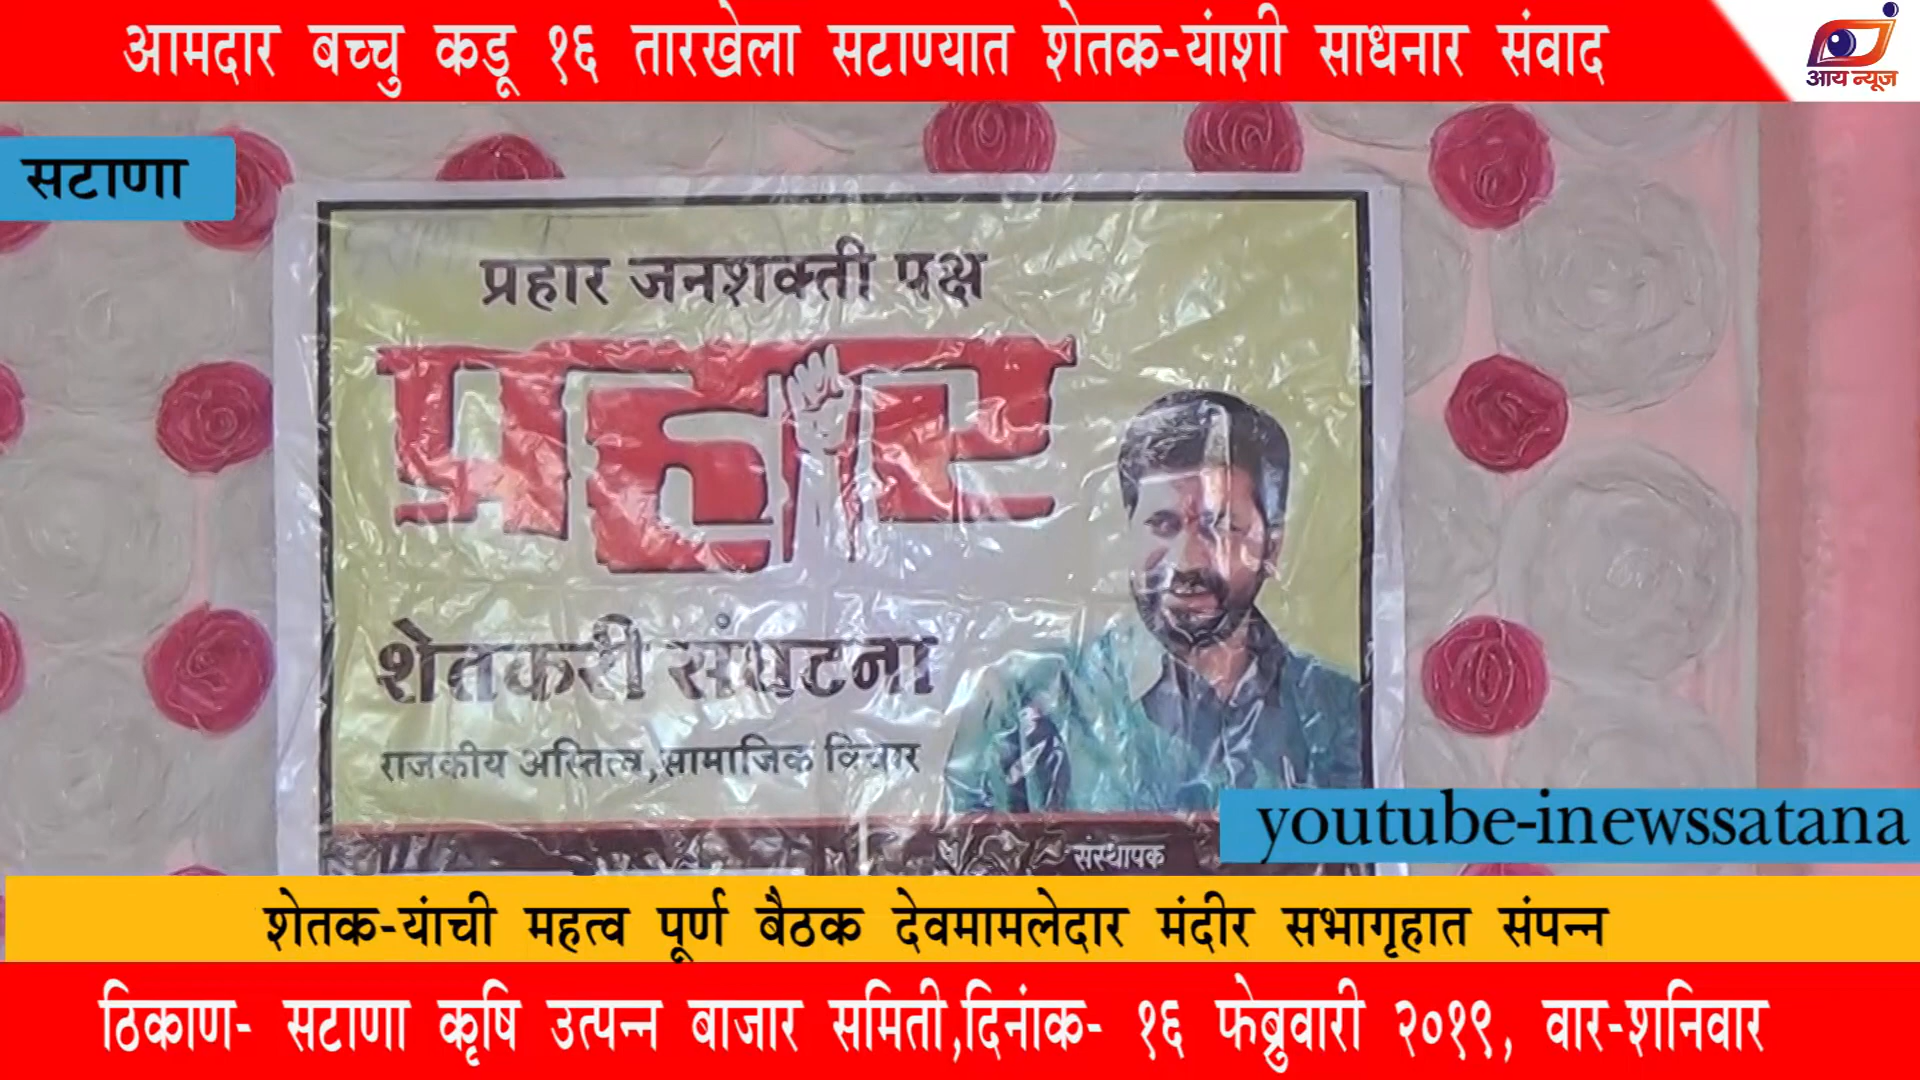 आमदार बच्चु कडू १६ तारखेला सटाण्यात शेतक-यांशी साधनार संवाद
आय न्यूज
सटाणा
प्रहार जनशक्ती पक्ष
प्रहार
शेतकरी संघटना
राजकीय अस्तित्व,सामाजिक विचार
संस्थापक
youtube-inewssatana
शेतक-यांची महत्व पूर्ण बैठक देवमामलेदार मंदीर सभागृहात संपन्न
ठिकाण- सटाणा कृषि उत्पन्न बाजार समिती,दिनांक- १६ फेब्रुवारी २०१९, वार-शनिवार